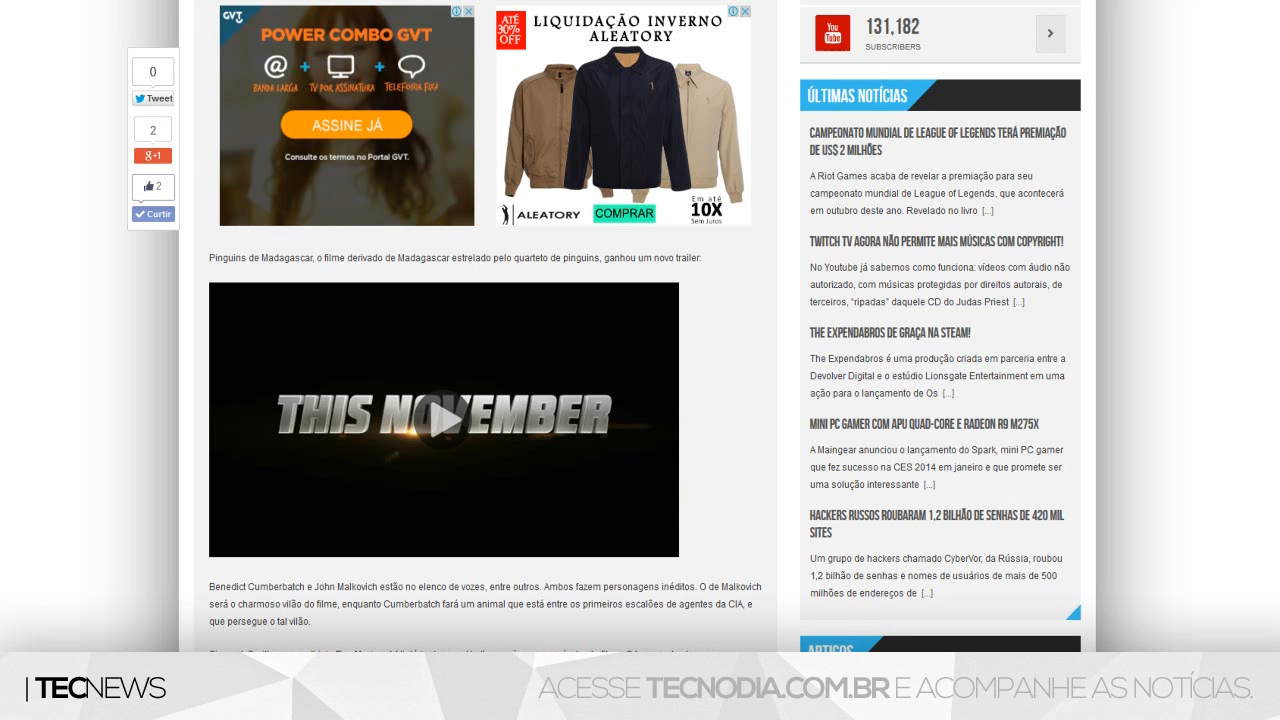 0
Tweet
2
g+1
2
Curtir
GVT
POWER COMBO GVT
@ + +
BANDA LARGA TV POR ASSINATURA TELEFONIA FIXA
ASSINE JÁ
Consulte os termos no Portal GVT.
ATÉ
30%
OFF
LIQUIDAÇÃO INVERNO
ALEATORY
ALEATORY
COMPRAR
Em até
10X
Sem Juros
Pinguins de Madagascar, o filme derivado de Madagascar estrelado pelo quarteto de pinguins, ganhou um novo trailer:
THIS NOVEMBER
Benedict Cumberbatch e John Malkovich estão no elenco de vozes, entre outros. Ambos fazem personagens inéditos. O de Malkovich
será o charmoso vilão do filme, enquanto Cumberbatch fará um animal que está entre os primeiros escalões de agentes da CIA, e
que persegue o tal vilão.
You
Tube
131,182
SUBSCRIBERS
ÚLTIMAS NOTÍCIAS
CAMPEONATO MUNDIAL DE LEAGUE OF LEGENDS TERÁ PREMIAÇÃO
DE US$ 2 MILHÕES
A Riot Games acaba de revelar a premiação para seu
campeonato mundial de League of Legends, que acontecerá
em outubro deste ano. Revelado no livro [...]
TWITCH TV AGORA NÃO PERMITE MAIS MÚSICAS COM COPYRIGHT!
No Youtube já sabemos como funciona: vídeos com áudio não
autorizado, com músicas protegidas por direitos autorais, de
terceiros, “ripadas” daquele CD do Judas Priest [...]
THE EXPENDABROS DE GRAÇA NA STEAM!
The Expendabros é uma produção criada em parceria entre a
Devolver Digital e o estúdio Lionsgate Entertainment em uma
ação para o lançamento de Os [...]
MINI PC GAMER COM APU QUAD-CORE E RADEON R9 M275X
A Maingear anunciou o lançamento do Spark, mini PC gamer
que fez sucesso na CES 2014 em janeiro e que promete ser
uma solução interessante [...]
HACKERS RUSSOS ROUBARAM 1,2 BILHÃO DE SENHAS DE 420 MIL
SITES
Um grupo de hackers chamado CyberVor, da Rússia, roubou
1,2 bilhão de senhas e nomes de usuários de mais de 500
milhões de endereços de [...]
ARTIGOS
| TECNEWS
ACESSE TECNODIA.COM.BR E ACOMPANHE AS NOTÍCIAS.